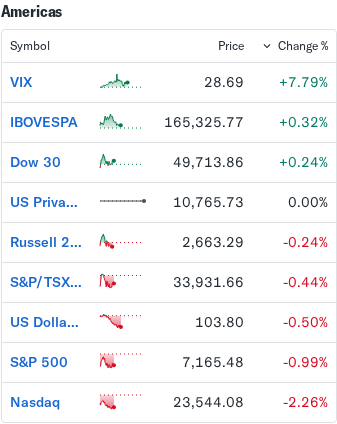 Americas
Symbol Price Change %
VIX 28.69 +7.79%
IBOVESPA 165,325.77 +0.32%
Dow 30 49,713.86 +0.24%
US Priva... 10,765.73 0.00%
Russell 2... 2,663.29 -0.24%
S&P/TSX... 33,931.66 -0.44%
US Dolla... 103.80 -0.50%
S&P 500 7,165.48 -0.99%
Nasdaq 23,544.08 -2.26%